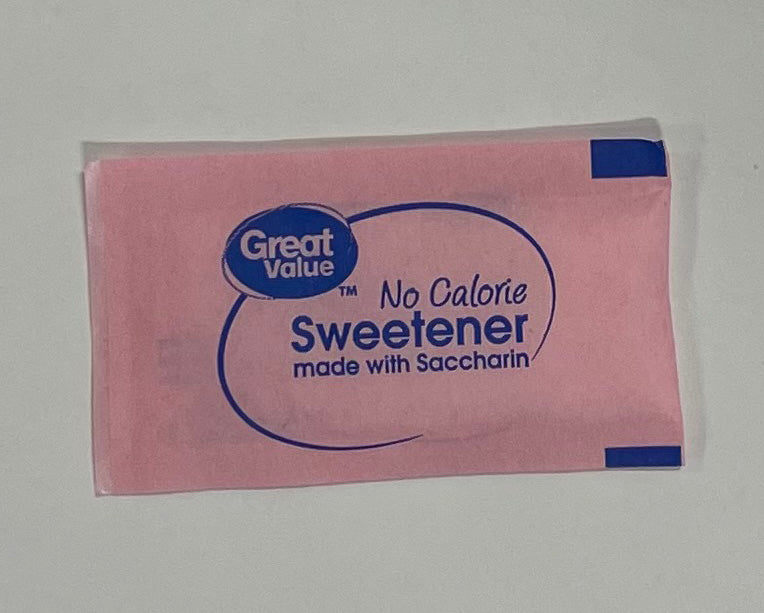 Great
Value
TM
No Calorie
Sweetener
made with Saccharin